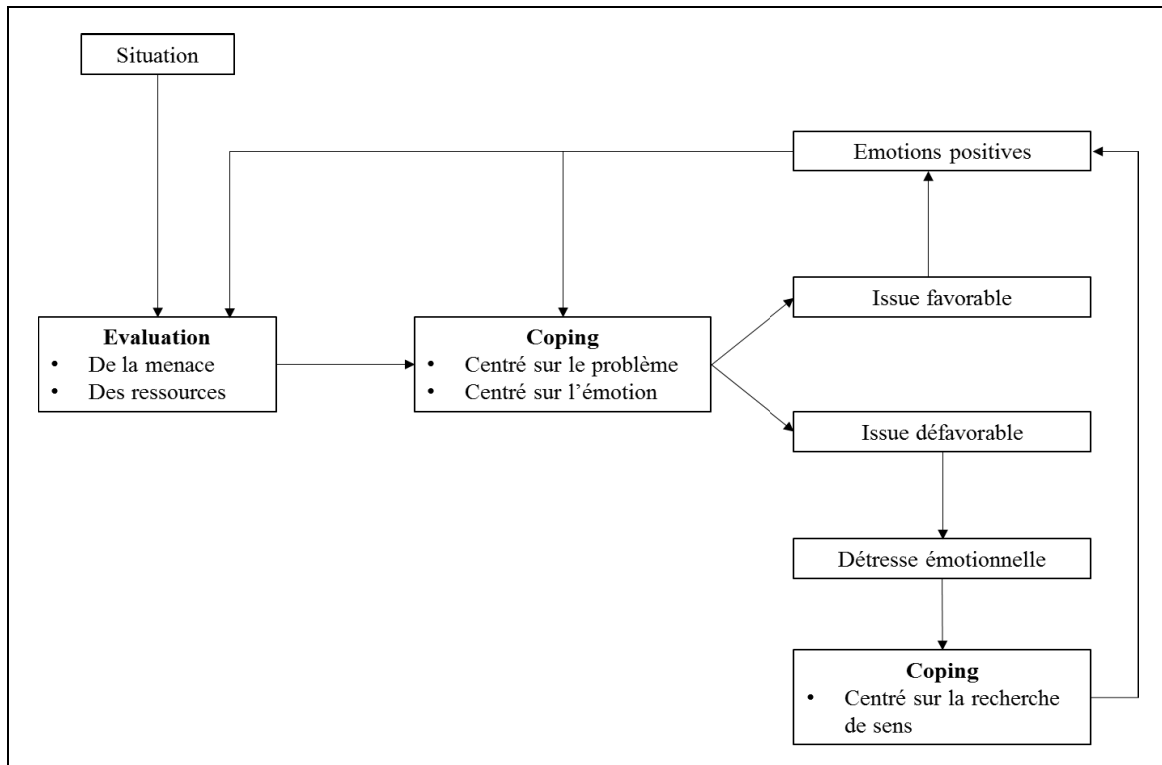 Situation
Emotions positives
Issue favorable
Evaluation
• De la menace
• Des ressources
Coping
• Centré sur le problème
• Centré sur l’émotion
Issue défavorable
Détresse émotionnelle
Coping
• Centré sur la recherche
de sens